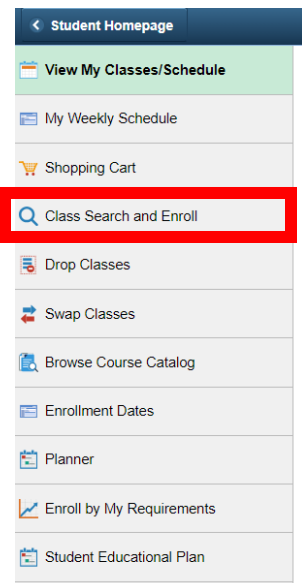 Student Homepage
View My Classes/Schedule
My Weekly Schedule
Shopping Cart
Class Search and Enroll
Drop Classes
Swap Classes
Browse Course Catalog
Enrollment Dates
Planner
Enroll by My Requirements
Student Educational Plan